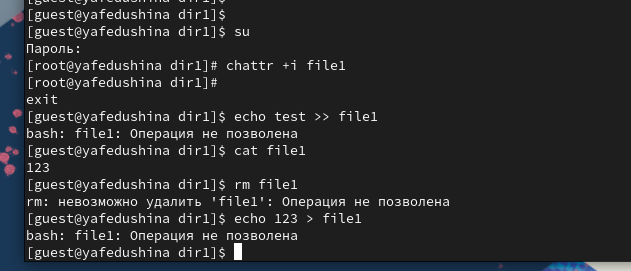 [guest@yafedushina dir1]$
[guest@yafedushina dir1]$
[guest@yafedushina dir1]$ su
Пароль:
[root@yafedushina dir1]# chattr +i file1
[root@yafedushina dir1]#
exit
[guest@yafedushina dir1]$ echo test >> file1
bash: file1: Операция не позволена
[guest@yafedushina dir1]$ cat file1
123
[guest@yafedushina dir1]$ rm file1
rm: невозможно удалить 'file1': Операция не позволена
[guest@yafedushina dir1]$ echo 123 > file1
bash: file1: Операция не позволена
[guest@yafedushina dir1]$